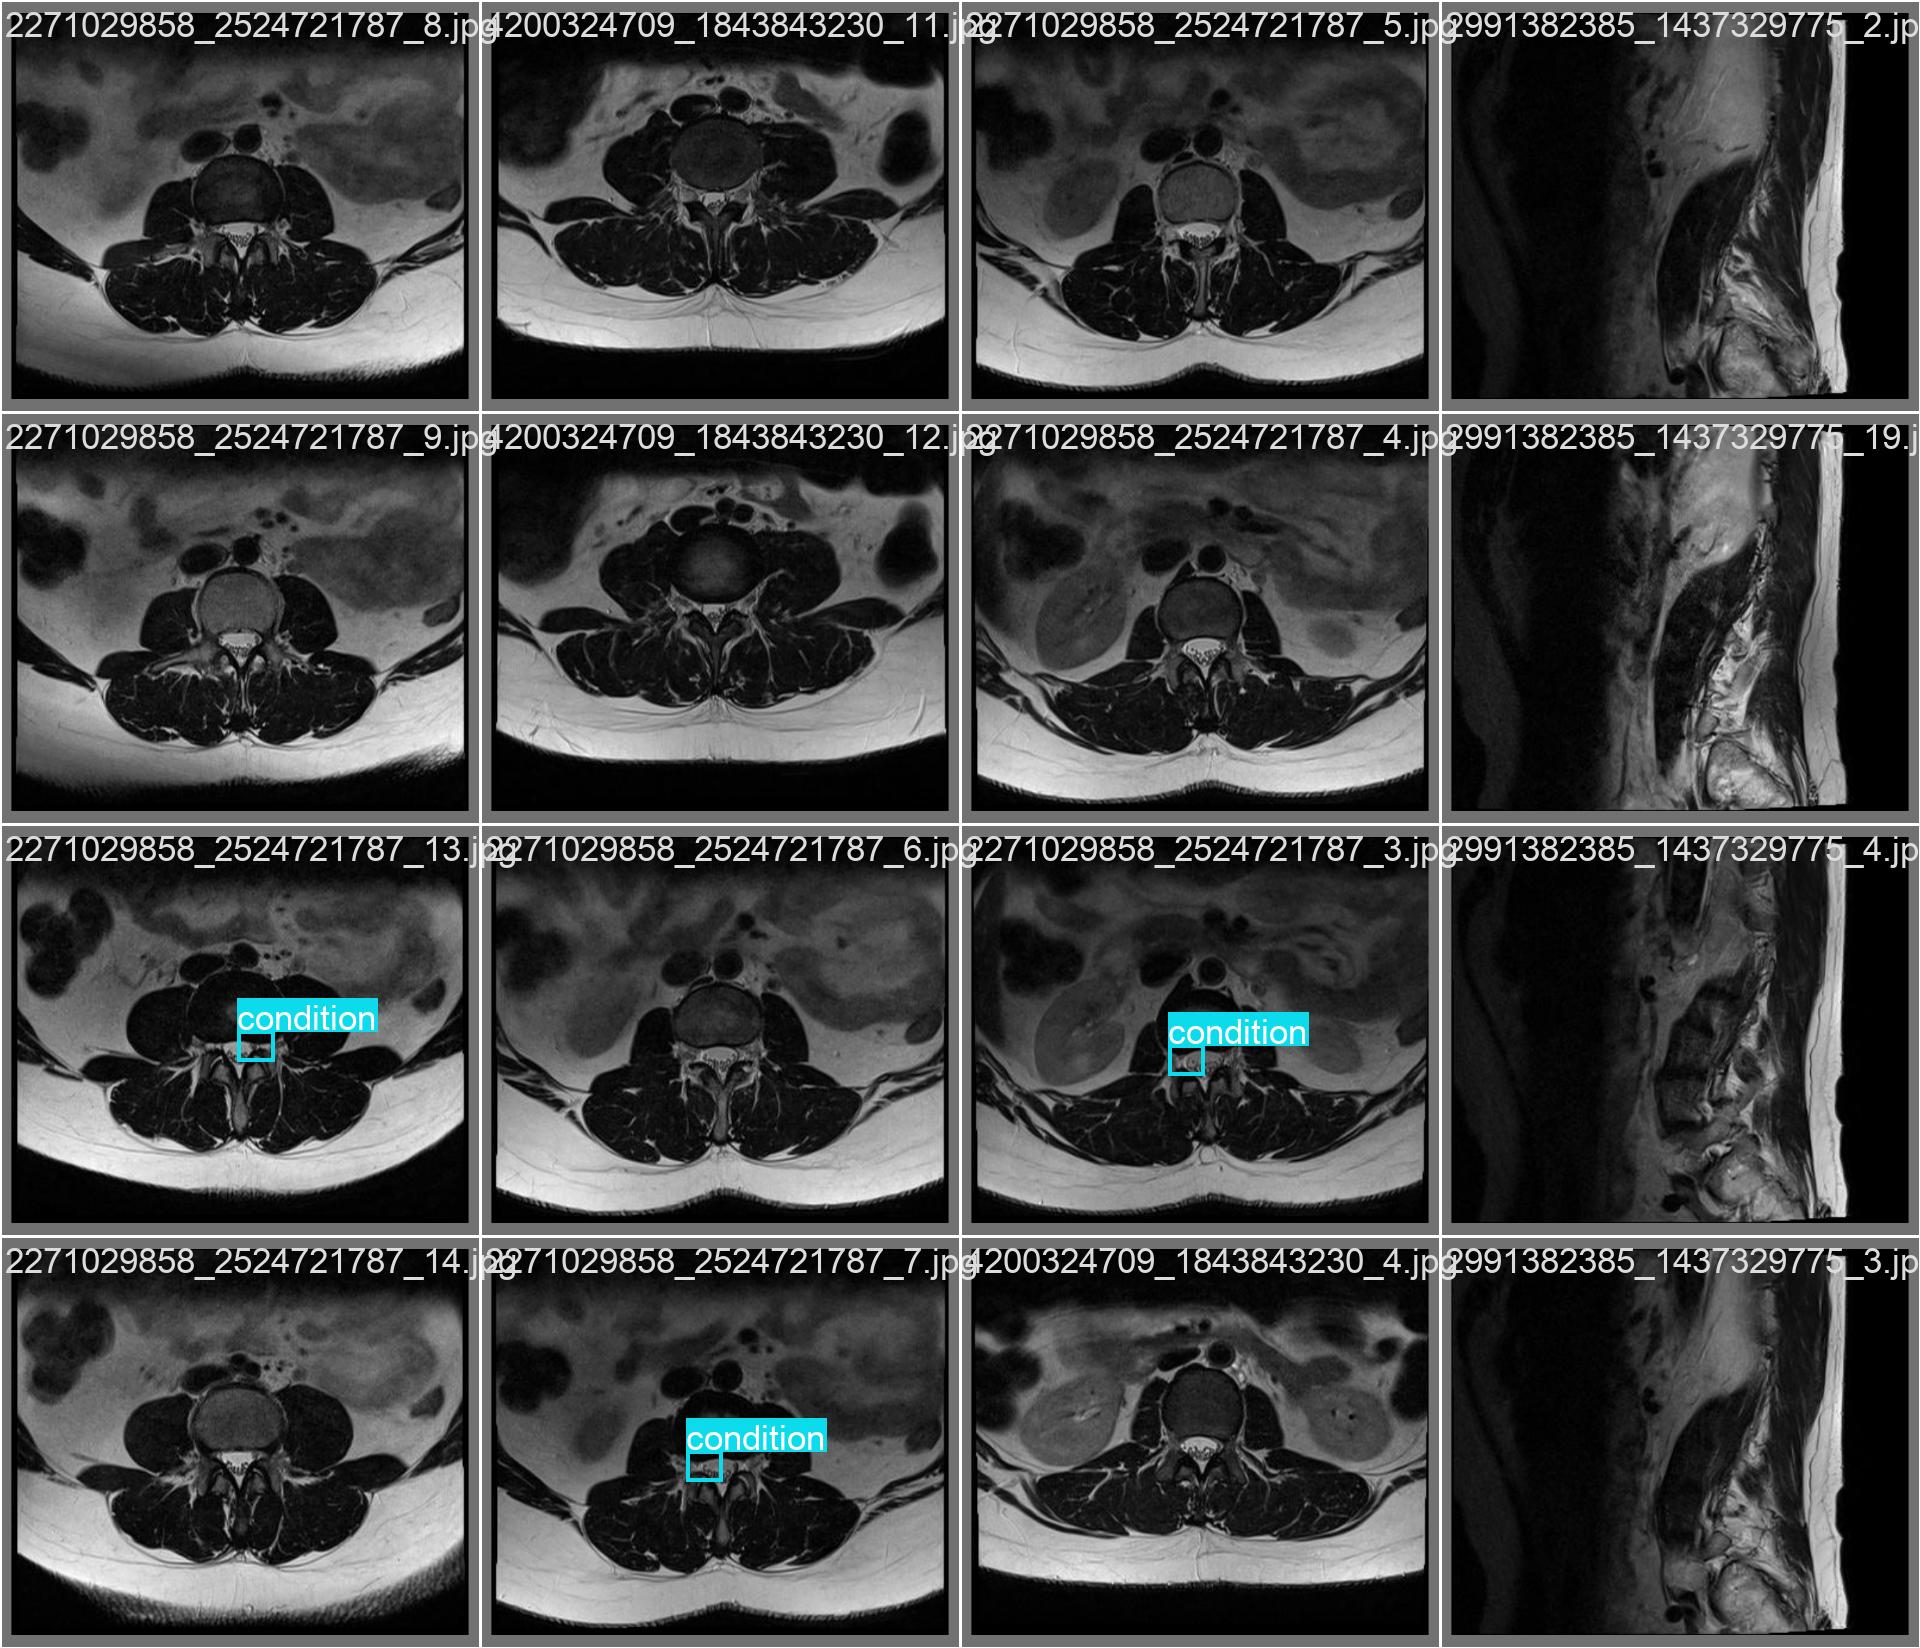 2271029858_2524721787_8.jpg
4200324709_1843843230_11.jpg
2271029858_2524721787_5.jpg
2991382385_1437329775_2.jp
2271029858_2524721787_9.jpg
4200324709_1843843230_12.jpg
2271029858_2524721787_4.jpg
2991382385_1437329775_19.j
2271029858_2524721787_13.jpg
2271029858_2524721787_6.jpg
2271029858_2524721787_3.jpg
2991382385_1437329775_4.jp
condition
condition
2271029858_2524721787_14.jpg
2271029858_2524721787_7.jpg
4200324709_1843843230_4.jpg
2991382385_1437329775_3.jp
condition